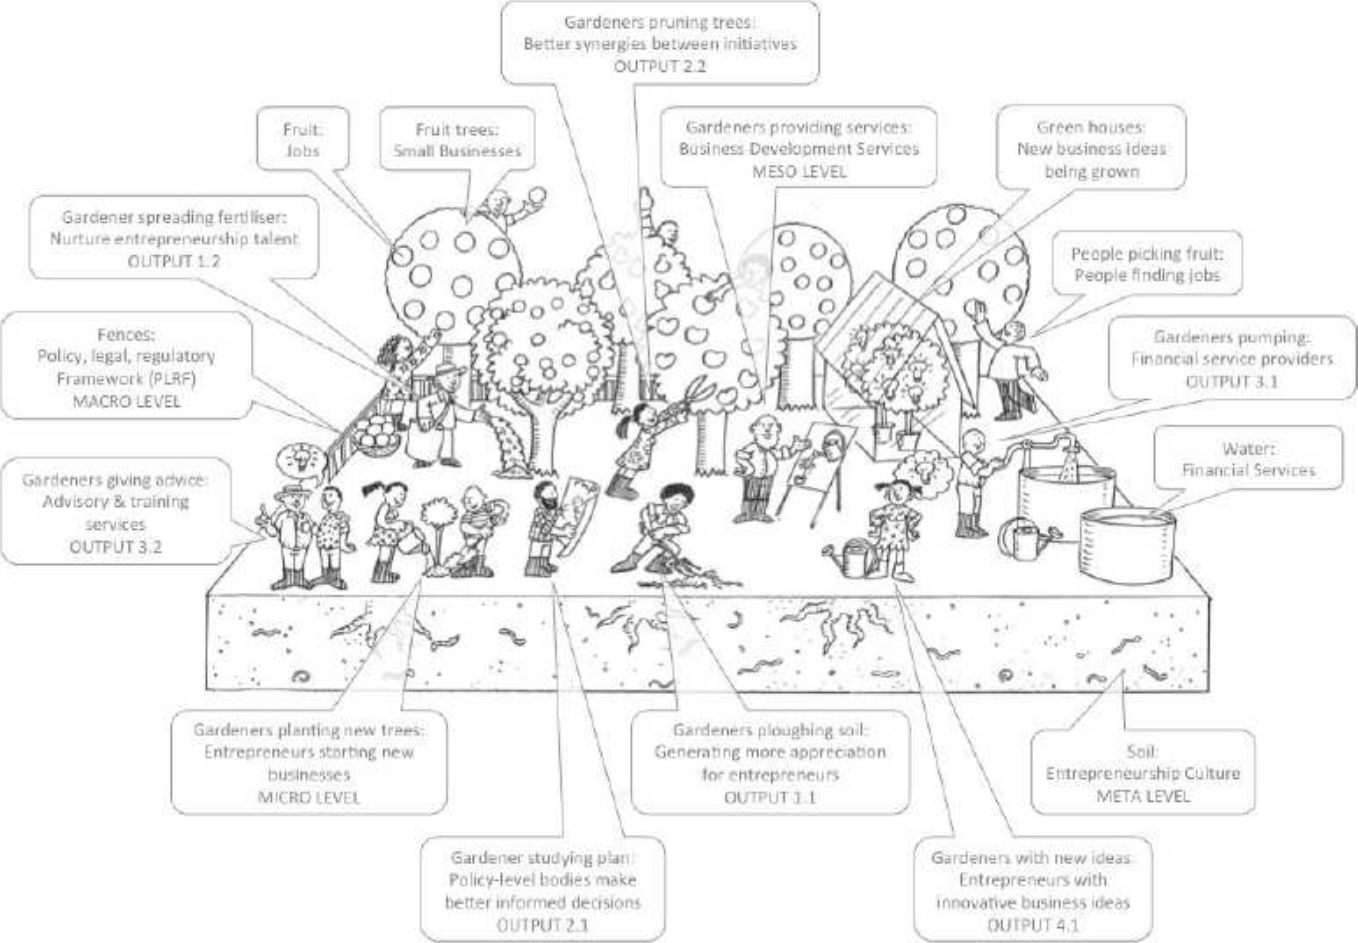 Gardeners pruning trees:
Better synergies between initiatives
OUTPUT 2.2
Fruit:
Jobs
Fruit trees:
Small Businesses
Gardeners providing services:
Business Development Services
MESO LEVEL
Green houses:
New business ideas
being grown
Gardener spreading fertiliser:
Nurture entrepreneurship talent
OUTPUT 1.2
People picking fruit:
People finding jobs
Fences:
Policy, legal, regulatory
Framework (PLRF)
MACRO LEVEL
Gardeners pumping:
Financial service providers
OUTPUT 3.1
Water:
Financial Services
Gardeners giving advice:
Advisory & training
services
OUTPUT 3.2
Gardeners planting new trees:
Entrepreneurs starting new
businesses
MICRO LEVEL
Gardeners ploughing soil:
Generating more appreciation
for entrepreneurs
OUTPUT 1.1
Soil:
Entrepreneurship Culture
META LEVEL
Gardener studying plan:
Policy-level bodies make
better informed decisions
OUTPUT 2.1
Gardeners with new ideas:
Entrepreneurs with
innovative business ideas
OUTPUT 4.1